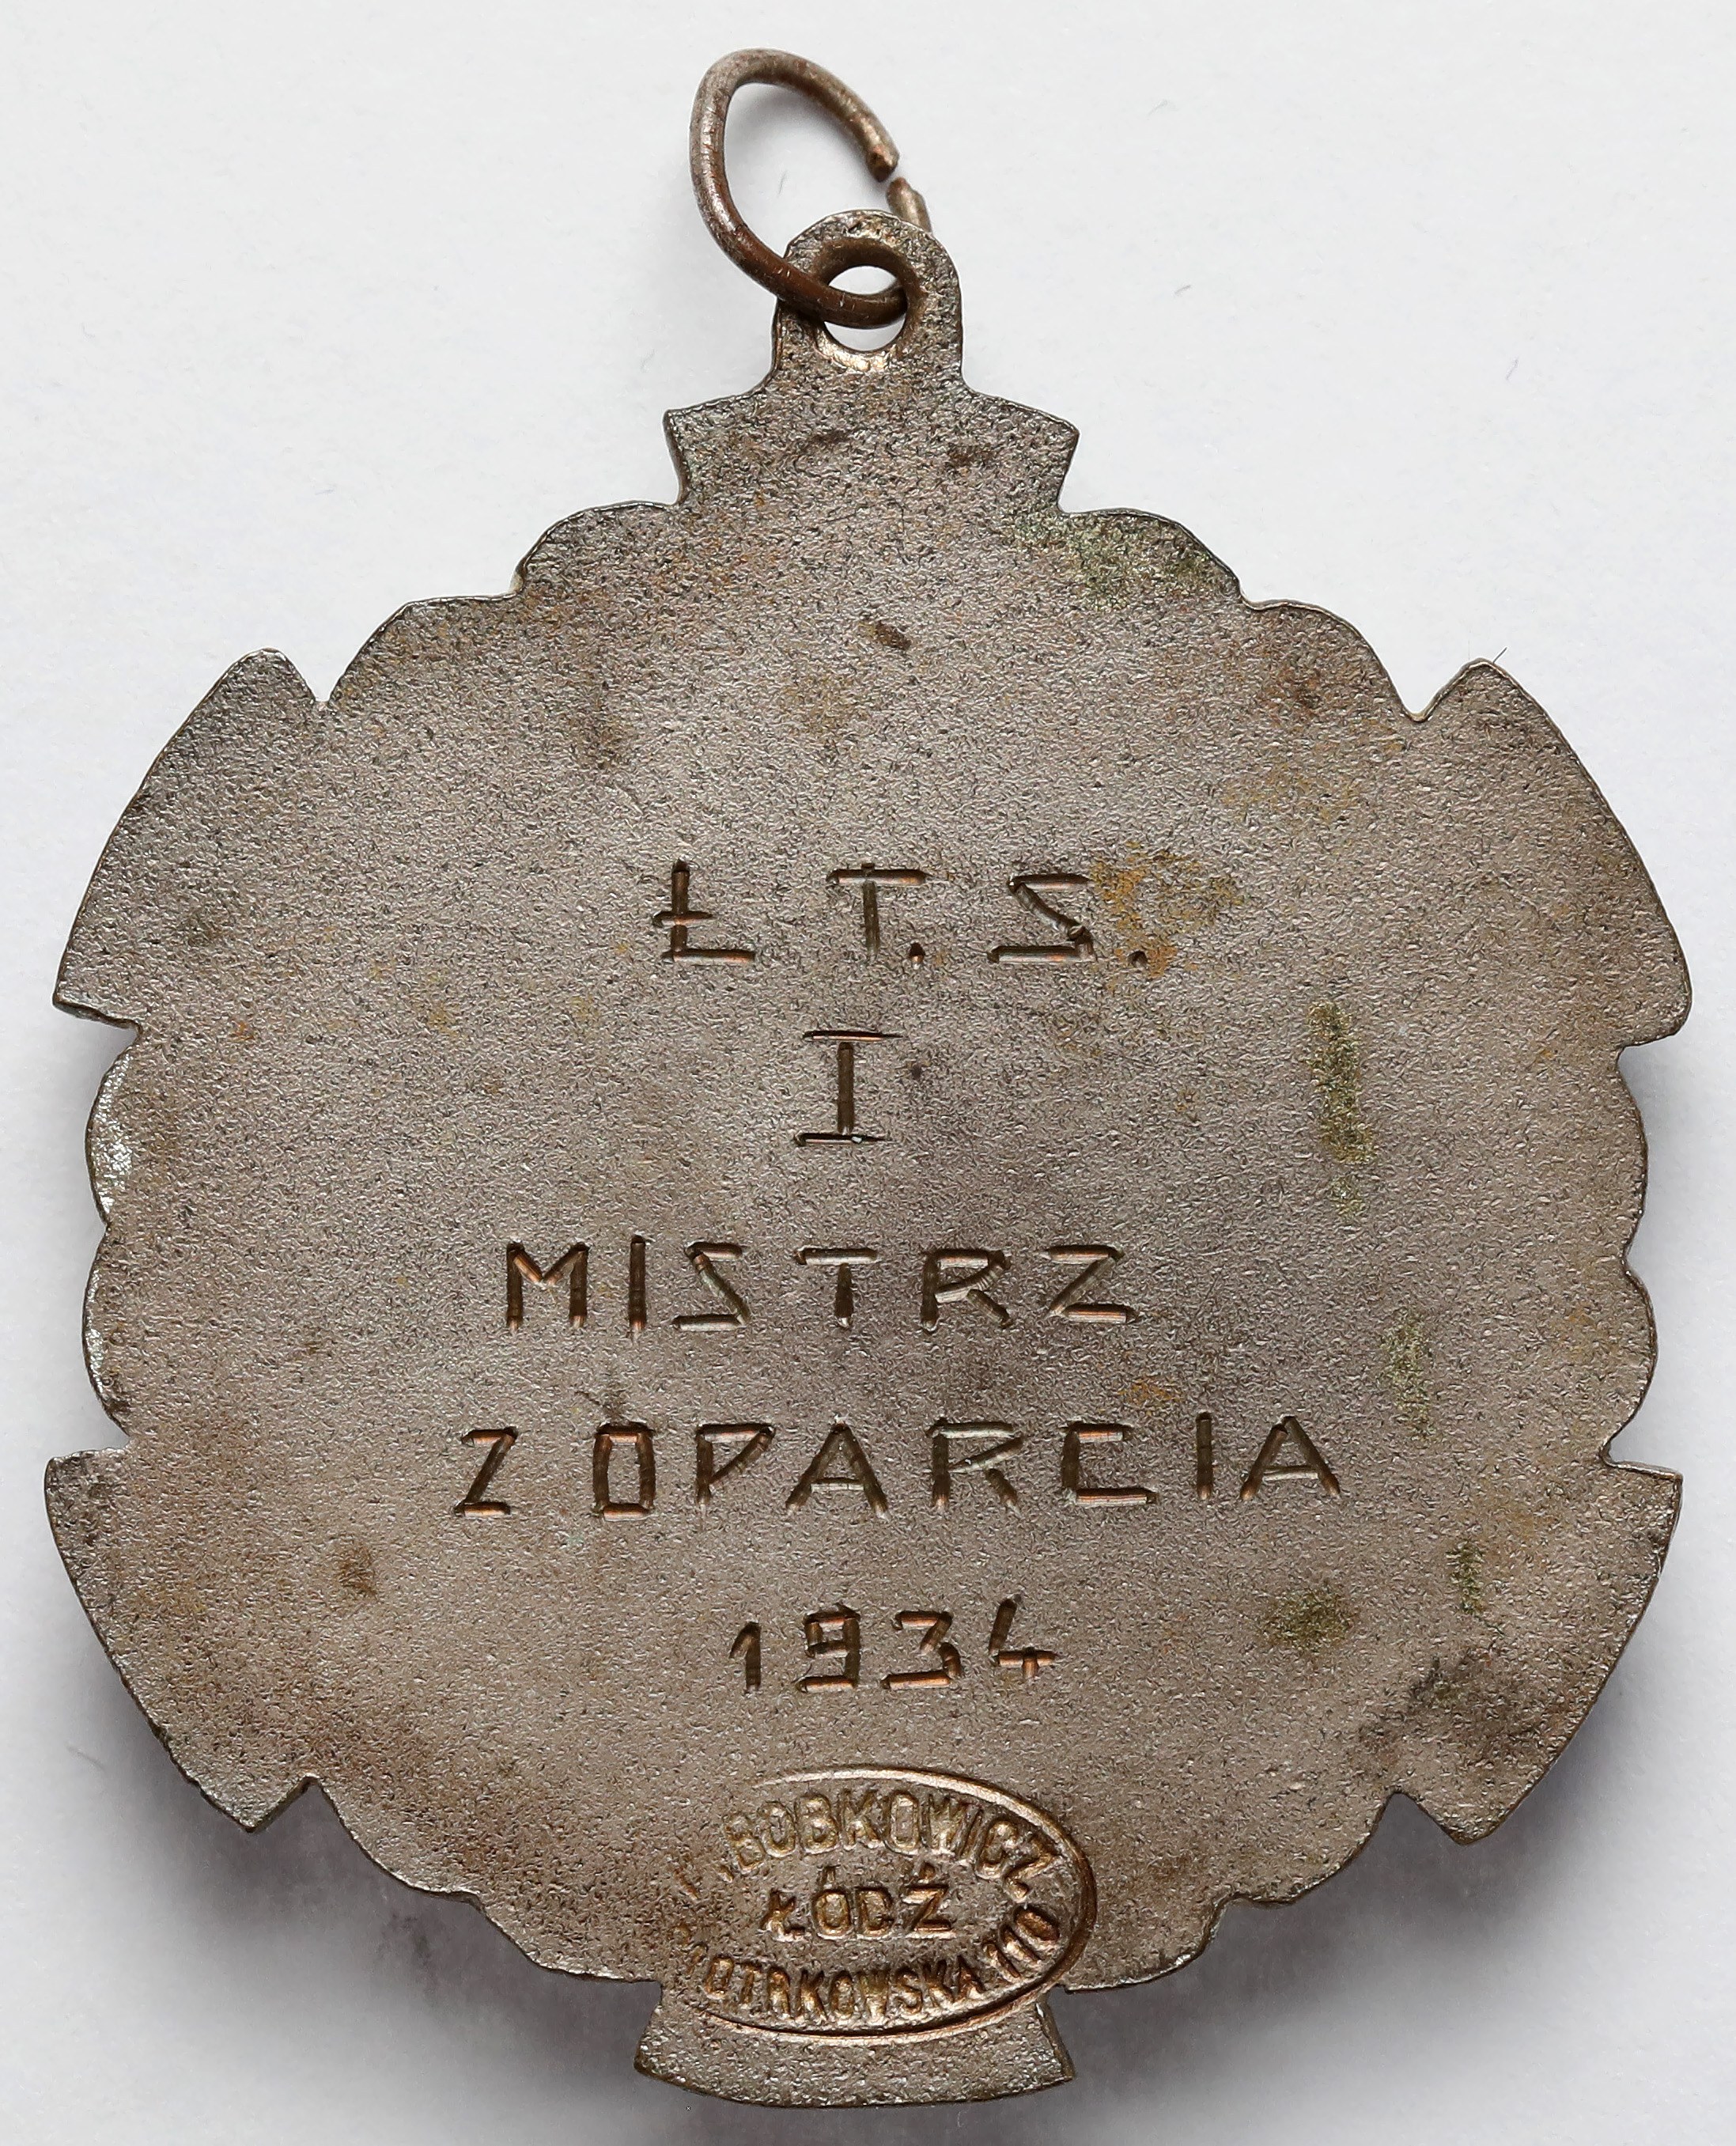 Ł T. S.
I
MISTRZ
Z OPARCIA
1934
BOBKOWICZ
ŁÓDŹ
PIOTRKOWSKA 110